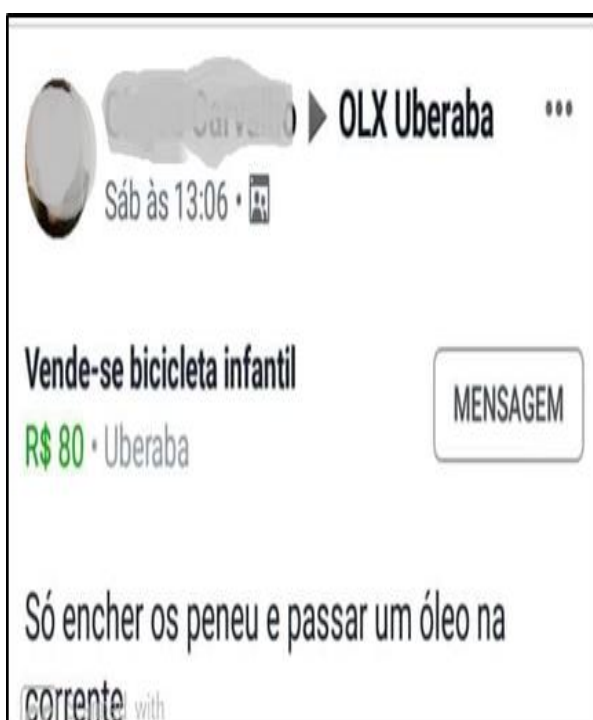 ▶ OLX Uberaba ...
Sáb às 13:06 ·
Vende-se bicicleta infantil
R$ 80 · Uberaba
MENSAGEM
Só encher os peneu e passar um óleo na
corrente
with